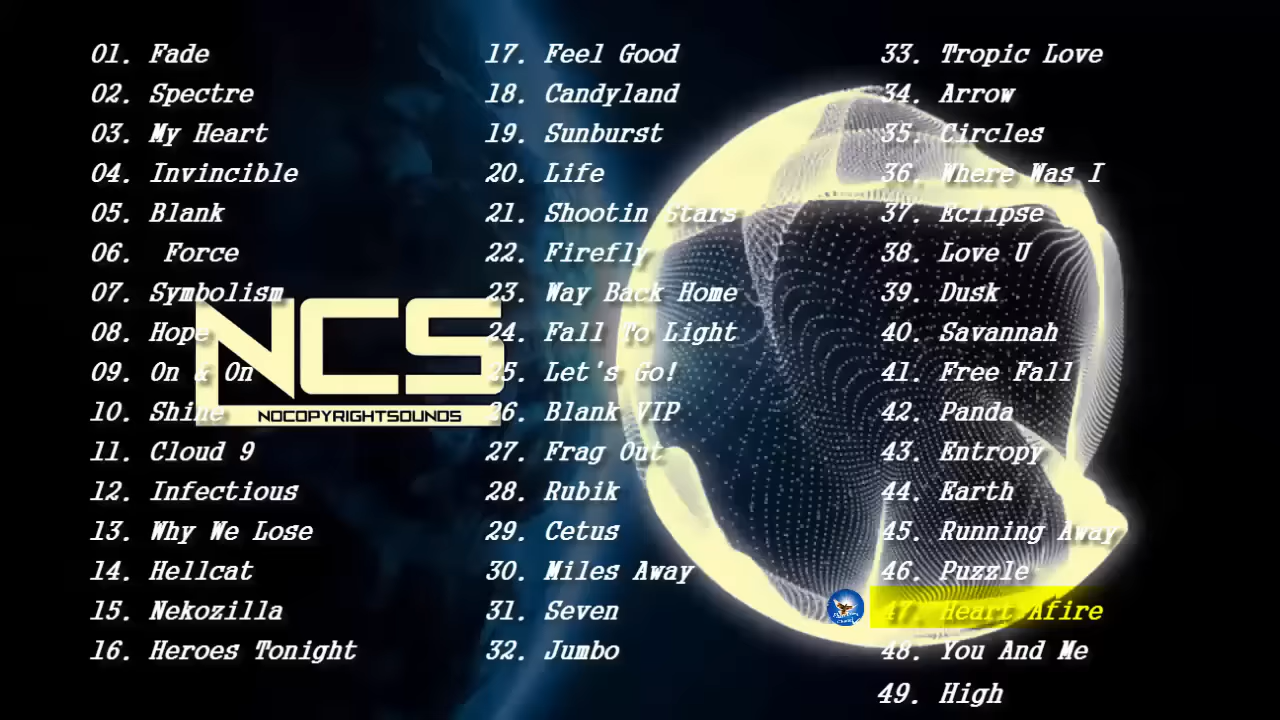 01. Fade
02. Spectre
03. My Heart
04. Invincible
05. Blank
06. Force
07. Symbolism
08. Hope
09. On & On
10. Shine
11. Cloud 9
12. Infectious
13. Why We Lose
14. Hellcat
15. Nekozilla
16. Heroes Tonight
NCS
NOCOPYRIGHTSOUNDS
17. Feel Good
18. Candyland
19. Sunburst
20. Life
21. Shootin Stars
22. Firefly
23. Way Back Home
24. Fall To Light
25. Let's Go!
26. Blank VIP
27. Frag Out
28. Rubik
29. Cetus
30. Miles Away
31. Seven
32. Jumbo
33. Tropic Love
34. Arrow
35. Circles
36. Where Was I
37. Eclipse
38. Love U
39. Dusk
40. Savannah
41. Free Fall
42. Panda
43. Entropy
44. Earth
45. Running Away
46. Puzzle
47. Heart Afire
48. You And Me
49. High